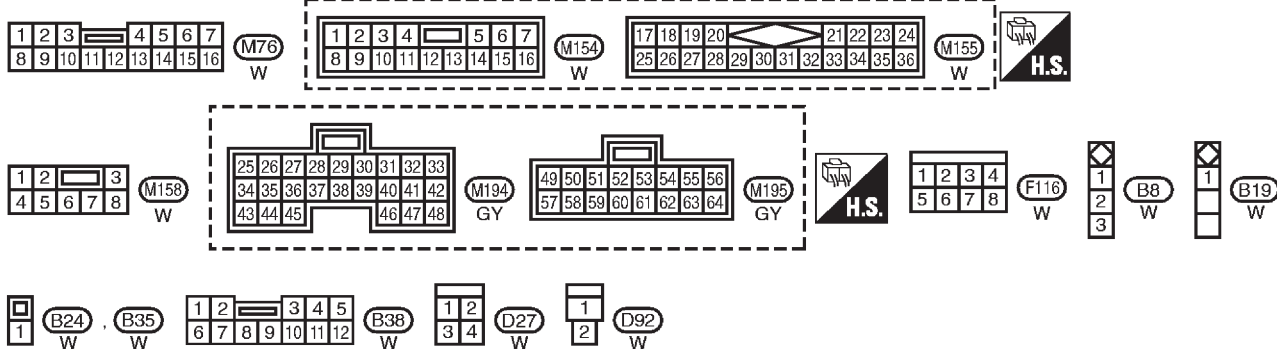 1 2 3 4 5 6 7
8 9 10 11 12 13 14 15 16
M76
W
1 2 3 4 5 6 7
8 9 10 11 12 13 14 15 16
M154
W
17 18 19 20 21 22 23 24
25 26 27 28 29 30 31 32 33 34 35 36
M155
W
H.S.
1 2 3
4 5 6 7 8
M158
W
25 26 27 28 29 30 31 32 33
34 35 36 37 38 39 40 41 42
43 44 45 46 47 48
M194
GY
49 50 51 52 53 54 55 56
57 58 59 60 61 62 63 64
M195
GY
H.S.
1 2 3 4
5 6 7 8
F116
W
1
2
3
B8
W
1
B19
W
1
B24 , B35
W W
1 2 3 4 5
6 7 8 9 10 11 12
B38
W
1 2
3 4
D27
W
1
2
D92
W